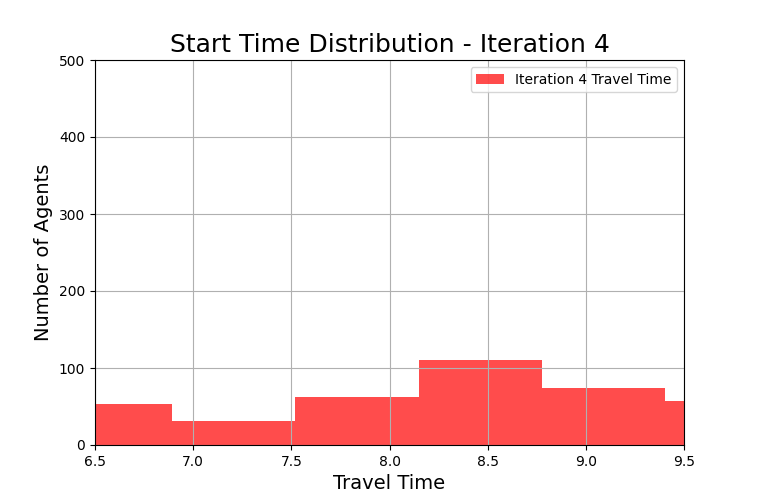 Start Time Distribution - Iteration 4
Iteration 4 Travel Time
Number of Agents
500
400
300
200
100
0
6.5 7.0 7.5 8.0 8.5 9.0 9.5
Travel Time